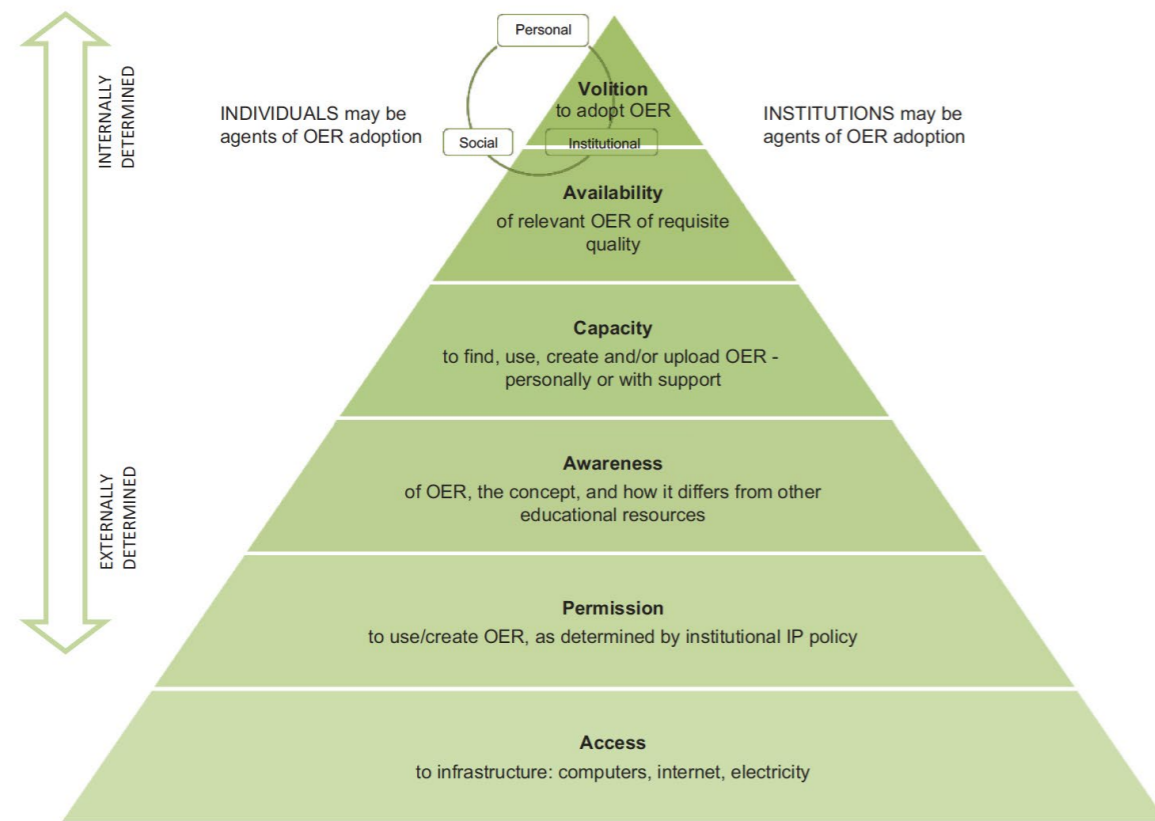 Personal
INTERNALLY
DETERMINED
INDIVIDUALS may be
agents of OER adoption
Volition
to adopt OER
INSTITUTIONS may be
agents of OER adoption
Social
Institutional
Availability
of relevant OER of requisite
quality
Capacity
to find, use, create and/or upload OER -
personally or with support
Awareness
of OER, the concept, and how it differs from other
educational resources
EXTERNALLY
DETERMINED
Permission
to use/create OER, as determined by institutional IP policy
Access
to infrastructure: computers, internet, electricity